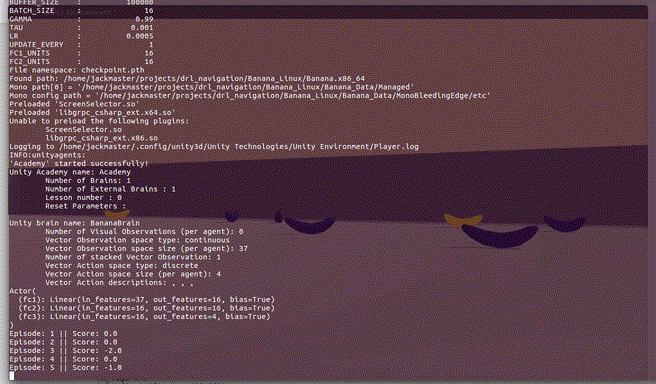 BUFFER_SIZE : 100000
BATCH_SIZE : 16
GAMMA : 0.99
TAU : 0.001
LR : 0.0005
UPDATE_EVERY : 1
FC1_UNITS : 16
FC2_UNITS : 16
File namespace: checkpoint.pth
Found path: /home/jackmaster/projects/drl_navigation/Banana_Linux/Banana.x86_64
Mono path[0] = '/home/jackmaster/projects/drl_navigation/Banana_Linux/Banana_Data/Managed'
Mono config path = '/home/jackmaster/projects/drl_navigation/Banana_Linux/Banana_Data/MonoBleedingEdge/etc'
Preloaded 'ScreenSelector.so'
Preloaded 'libgrpc_csharp_ext.x64.so'
Unable to preload the following plugins:
ScreenSelector.so
libgrpc_csharp_ext.x86.so
Logging to /home/jackmaster/.config/unity3d/Unity Technologies/Unity Environment/Player.log
INFO:unityagents:
'Academy' started successfully!
Unity Academy name: Academy
Number of Brains: 1
Number of External Brains : 1
Lesson number : 0
Reset Parameters :
Unity brain name: BananaBrain
Number of Visual Observations (per agent): 0
Vector Observation space type: continuous
Vector Observation space size (per agent): 37
Number of stacked Vector Observation: 1
Vector Action space type: discrete
Vector Action space size (per agent): 4
Vector Action descriptions: , , ,
Actor(
(fc1): Linear(in_features=37, out_features=16, bias=True)
(fc2): Linear(in_features=16, out_features=16, bias=True)
(fc3): Linear(in_features=16, out_features=4, bias=True)
)
Episode: 1 || Score: 0.0
Episode: 2 || Score: 0.0
Episode: 3 || Score: -2.0
Episode: 4 || Score: 0.0
Episode: 5 || Score: -1.0